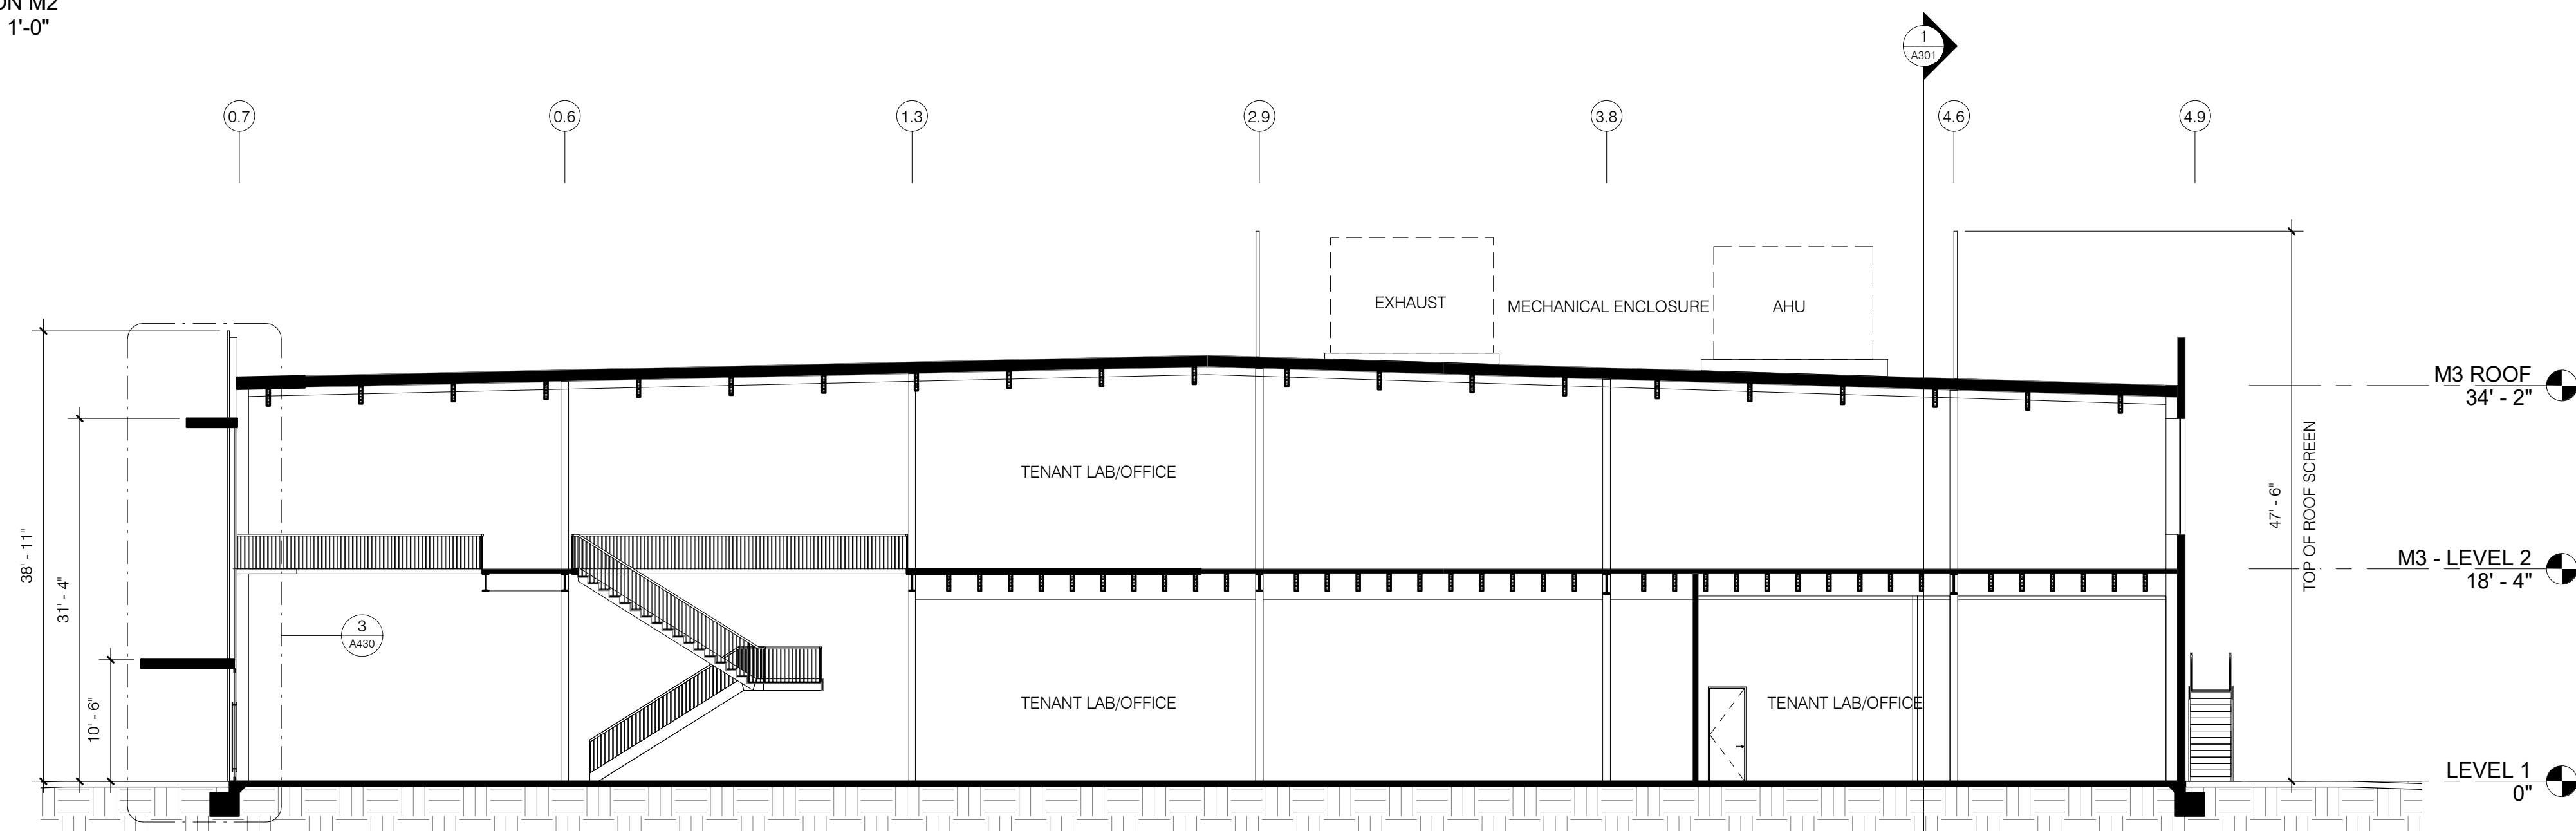 ON M2
1'-0"
1
A301
0.7
0.6
1.3
2.9
3.8
4.6
4.9
EXHAUST
MECHANICAL ENCLOSURE
AHU
M3 ROOF
34' - 2"
TENANT LAB/OFFICE
38' - 11"
31' - 4"
10' - 6"
47' - 6"
TOP OF ROOF SCREEN
M3 - LEVEL 2
18' - 4"
3
A430
TENANT LAB/OFFICE
TENANT LAB/OFFICE
LEVEL 1
0"